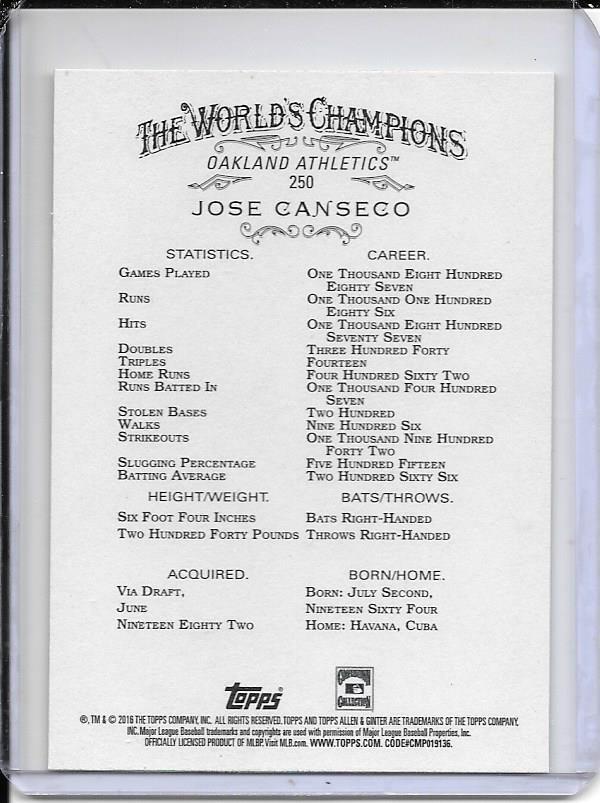 THE WORLD'S CHAMPIONS
OAKLAND ATHLETICS™
250
JOSE CANSECO
STATISTICS. CAREER.
GAMES PLAYED ONE THOUSAND EIGHT HUNDRED
EIGHTY SEVEN
RUNS ONE THOUSAND ONE HUNDRED
EIGHTY SIX
HITS ONE THOUSAND EIGHT HUNDRED
SEVENTY SEVEN
DOUBLES THREE HUNDRED FORTY
TRIPLES FOURTEEN
HOME RUNS FOUR HUNDRED SIXTY TWO
RUNS BATTED IN ONE THOUSAND FOUR HUNDRED
SEVEN
STOLEN BASES TWO HUNDRED
WALKS NINE HUNDRED SIX
STRIKEOUTS ONE THOUSAND NINE HUNDRED
FORTY TWO
SLUGGING PERCENTAGE FIVE HUNDRED FIFTEEN
BATTING AVERAGE TWO HUNDRED SIXTY SIX
HEIGHT/WEIGHT. BATS/THROWS.
SIX FOOT FOUR INCHES BATS RIGHT-HANDED
TWO HUNDRED FORTY POUNDS THROWS RIGHT-HANDED
ACQUIRED. BORN/HOME.
VIA DRAFT, BORN: JULY SECOND,
JUNE NINETEEN SIXTY FOUR
NINETEEN EIGHTY TWO HOME: HAVANA, CUBA
TOPPS® COOPERSTOWN
COLLECTION
®, TM & © 2016 THE TOPPS COMPANY, INC. ALL RIGHTS RESERVED. TOPPS AND TOPPS ALLEN & GINTER ARE TRADEMARKS OF THE TOPPS COMPANY,
INC. Major League Baseball trademarks and copyrights are used with permission of Major League Baseball Properties, Inc.
OFFICIALLY LICENSED PRODUCT OF MLBP. Visit MLB.com. WWW.TOPPS.COM. CODE#CMP019136.